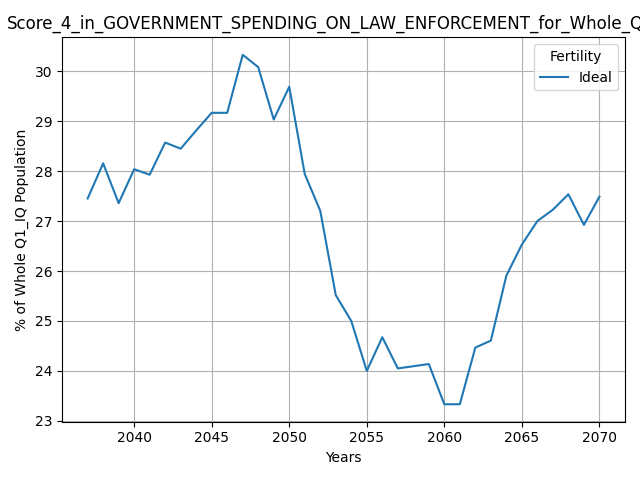 Score_4_in_GOVERNMENT_SPENDING_ON_LAW_ENFORCEMENT_for_Whole_Q
Fertility
Ideal
% of Whole Q1_IQ Population
30
29
28
27
26
25
24
23
2040 2045 2050 2055 2060 2065 2070
Years